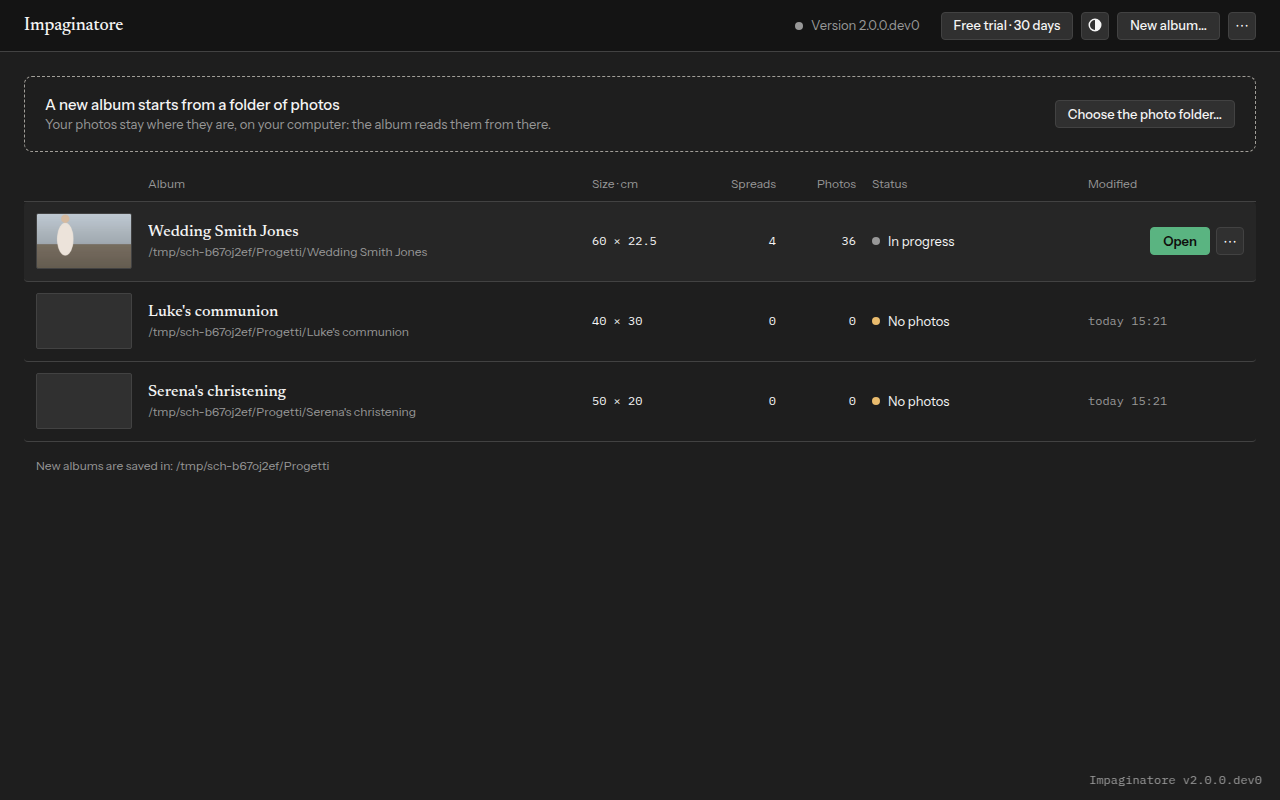 Impaginatore
Version 2.0.0.dev0
Free trial · 30 days
New album…
A new album starts from a folder of photos
Your photos stay where they are, on your computer: the album reads them from there.
Choose the photo folder…
Album Size · cm Spreads Photos Status Modified
Wedding Smith Jones
/tmp/sch-b67oj2ef/Progetti/Wedding Smith Jones
60 × 22.5 4 36 In progress
Open
Luke's communion
/tmp/sch-b67oj2ef/Progetti/Luke's communion
40 × 30 0 0 No photos today 15:21
Serena's christening
/tmp/sch-b67oj2ef/Progetti/Serena's christening
50 × 20 0 0 No photos today 15:21
New albums are saved in: /tmp/sch-b67oj2ef/Progetti
Impaginatore v2.0.0.dev0